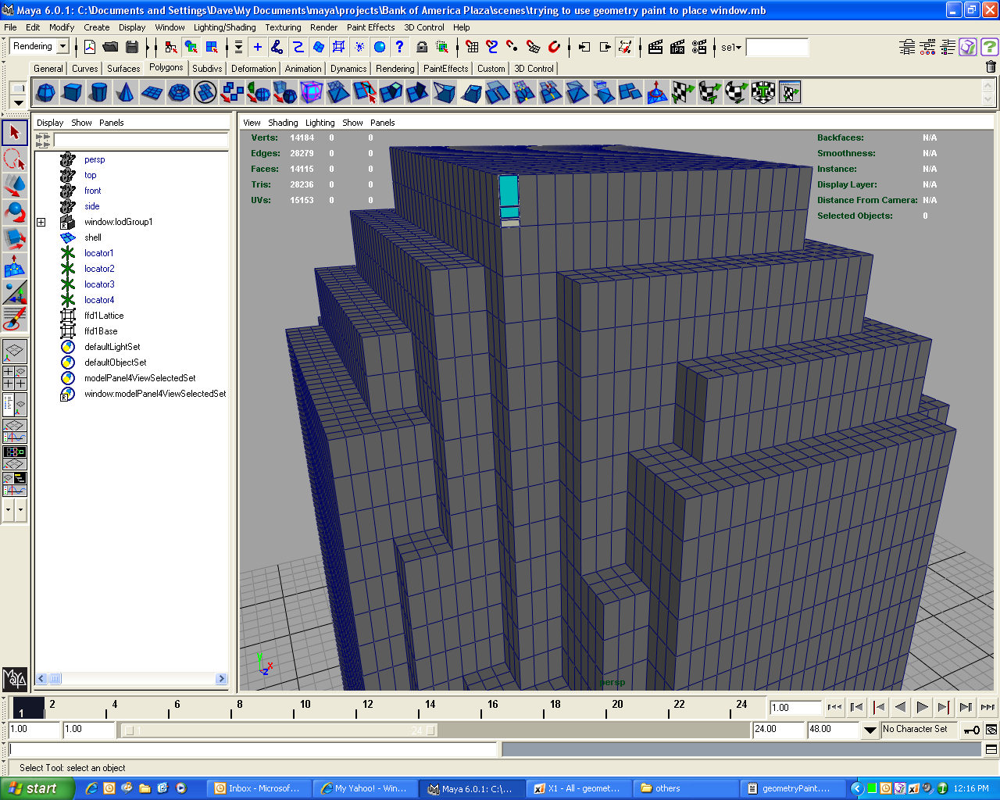 Maya 6.0.1: C:\Documents and Settings\Dave\My Documents\maya\projects\Bank of America Plaza\scenes\trying to use geometry paint to place window.mb
File Edit Modify Create Display Window Lighting/Shading Texturing Render Paint Effects 3D Control Help
Rendering
sel
General Curves Surfaces Polygons Subdivs Deformation Animation Dynamics Rendering PaintEffects Custom 3D Control
Display Show Panels
persp
top
front
side
window:lodGroup1
shell
locator1
locator2
locator3
locator4
ffd1Lattice
ffd1Base
defaultLightSet
defaultObjectSet
modelPanel4ViewSelectedSet
window:modelPanel4ViewSelectedSet
View Shading Lighting Show Panels
Verts: 14184 0 0
Edges: 28279 0 0
Faces: 14115 0 0
Tris: 28236 0 0
UVs: 15153 0 0
Backfaces: N/A
Smoothness: N/A
Instance: N/A
Display Layer: N/A
Distance From Camera: N/A
Selected Objects: 0
y x z
persp
MAYA
1 2 4 6 8 10 12 14 16 18 20 22 24
1.00
1.00 1.00 1 24 24.00 48.00 No Character Set
Select Tool: select an object
start Inbox - Microsof... My Yahoo! - Win... Maya 6.0.1: C:\... X1 - All - geomet... others geometryPaint.... 12:16 PM